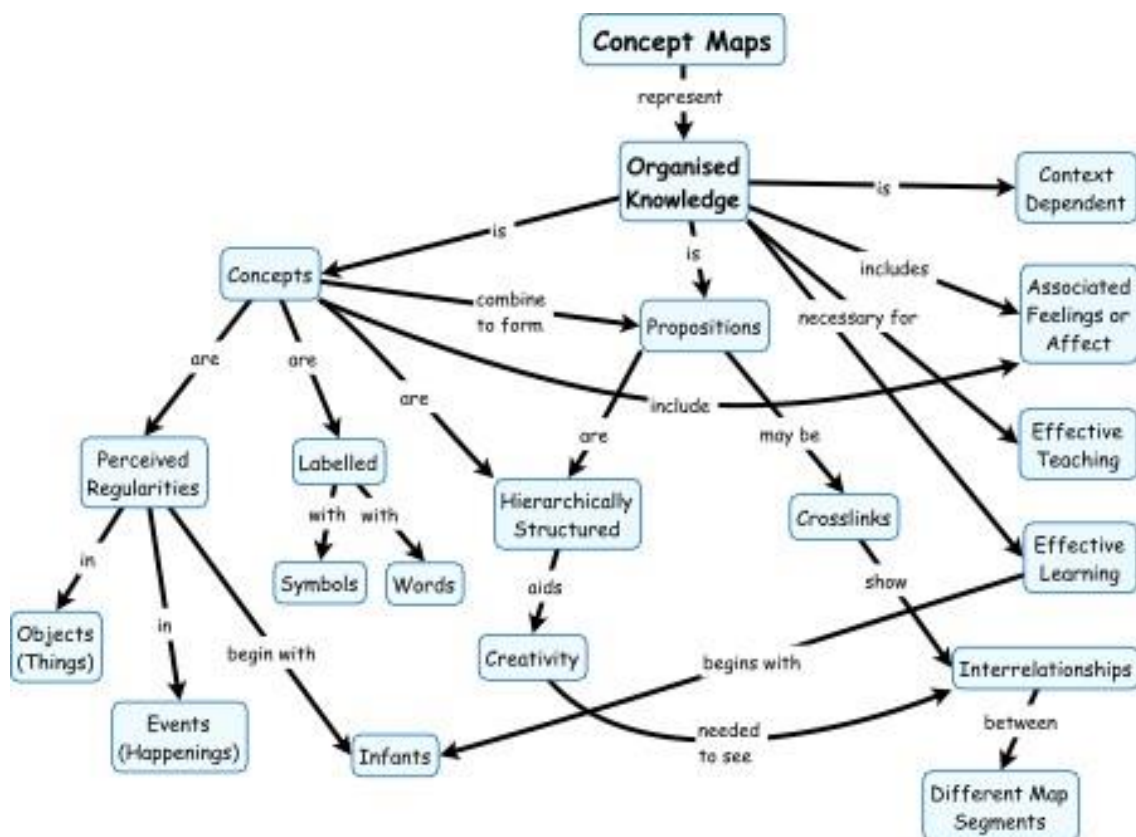 Concept Maps
represent
Organised
Knowledge
is
Context
Dependent
is
is
includes
Associated
Feelings or
Affect
Concepts
combine
to form
Propositions
necessary for
are
are
are
include
are
may be
Effective
Teaching
Perceived
Regularities
Labelled
Hierarchically
Structured
Crosslinks
with
with
in
Symbols
Words
aids
show
Effective
Learning
Objects
(Things)
in
begin with
Creativity
begins with
Interrelationships
Events
(Happenings)
Infants
needed
to see
between
Different Map
Segments